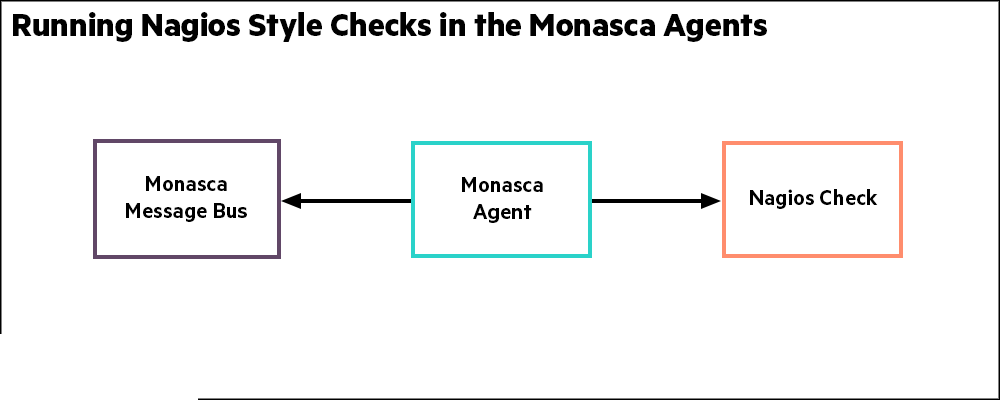 Running Nagios Style Checks in the Monasca Agents
Monasca
Message Bus
Monasca
Agent
Nagios Check